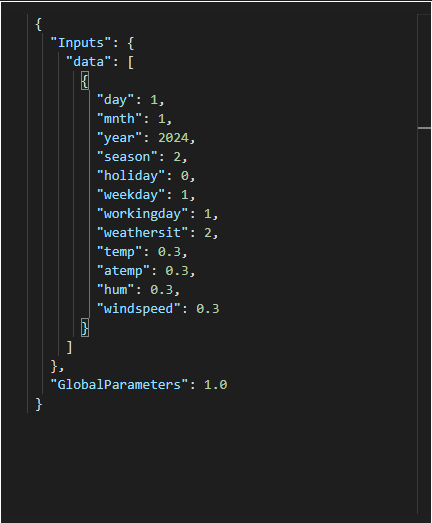 {
"Inputs": {
"data": [
{
"day": 1,
"mnth": 1,
"year": 2024,
"season": 2,
"holiday": 0,
"weekday": 1,
"workingday": 1,
"weathersit": 2,
"temp": 0.3,
"atemp": 0.3,
"hum": 0.3,
"windspeed": 0.3
}
]
},
"GlobalParameters": 1.0
}